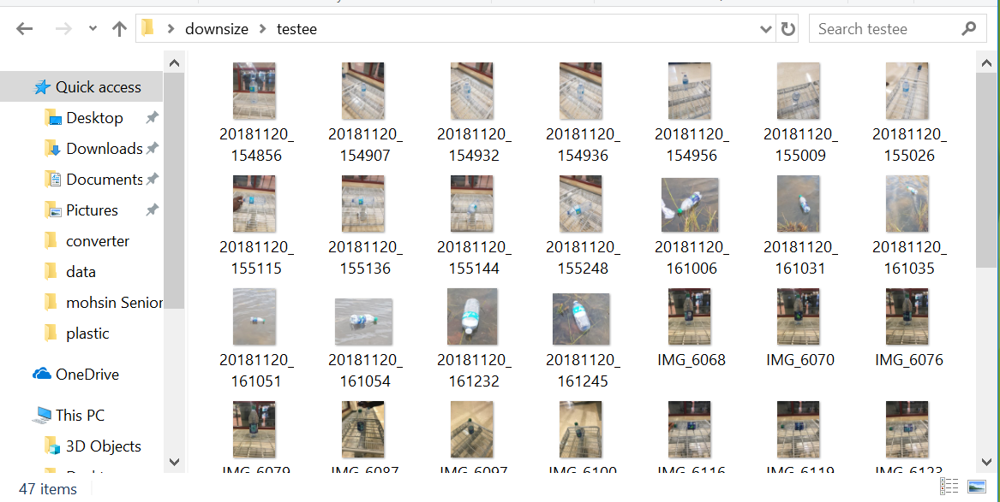 downsize > testee
Search testee
Quick access
Desktop
Downloads
Documents
Pictures
converter
data
mohsin Senior
plastic
OneDrive
This PC
3D Objects
20181120_
154856
20181120_
154907
20181120_
154932
20181120_
154936
20181120_
154956
20181120_
155009
20181120_
155026
20181120_
155115
20181120_
155136
20181120_
155144
20181120_
155248
20181120_
161006
20181120_
161031
20181120_
161035
20181120_
161051
20181120_
161054
20181120_
161232
20181120_
161245
IMG_6068
IMG_6070
IMG_6076
IMG_6079
IMG_6087
IMG_6097
IMG_6100
IMG_6116
IMG_6119
IMG_6123
47 items